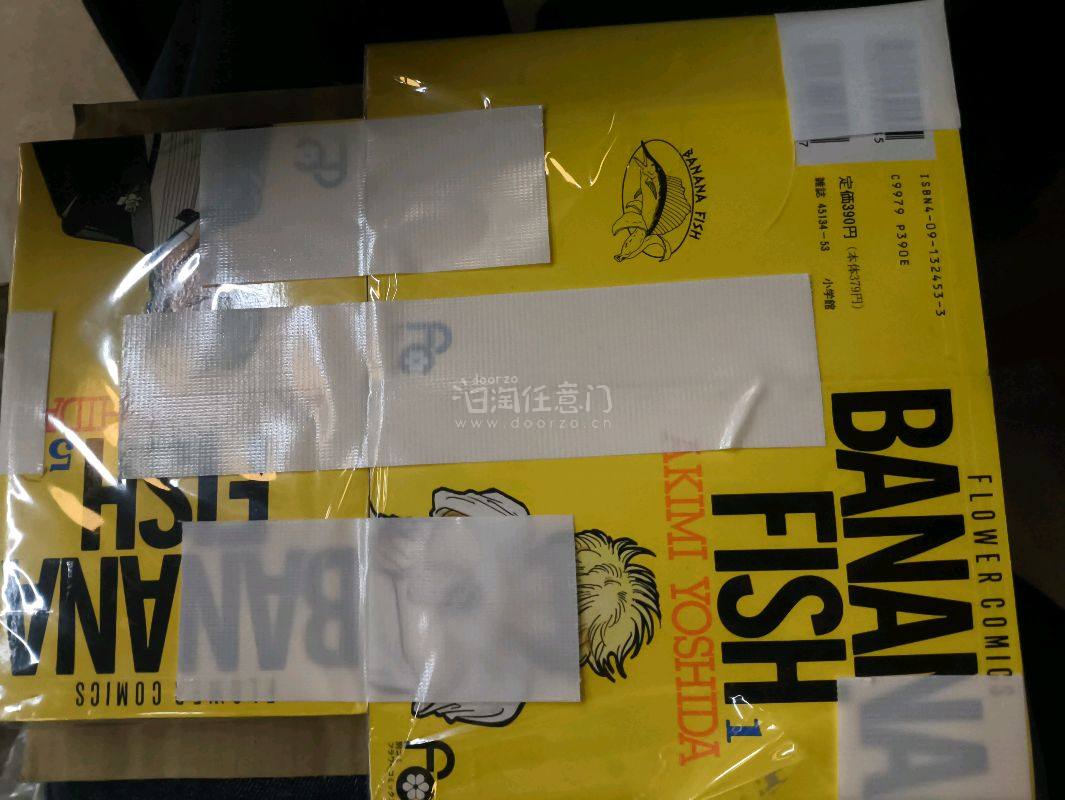 BANANA FISH
ISBN4-09-132453-3
C9979 P390E
定価390円(本体379円)
雑誌 45134-53
小学館
FLOWER COMICS
BANANA
FISH
1
AKIMI YOSHIDA
doorzo
泊淘任意门
www.doorzo.cn
5
BANANA
FISH
FLOWER COMICS
FC